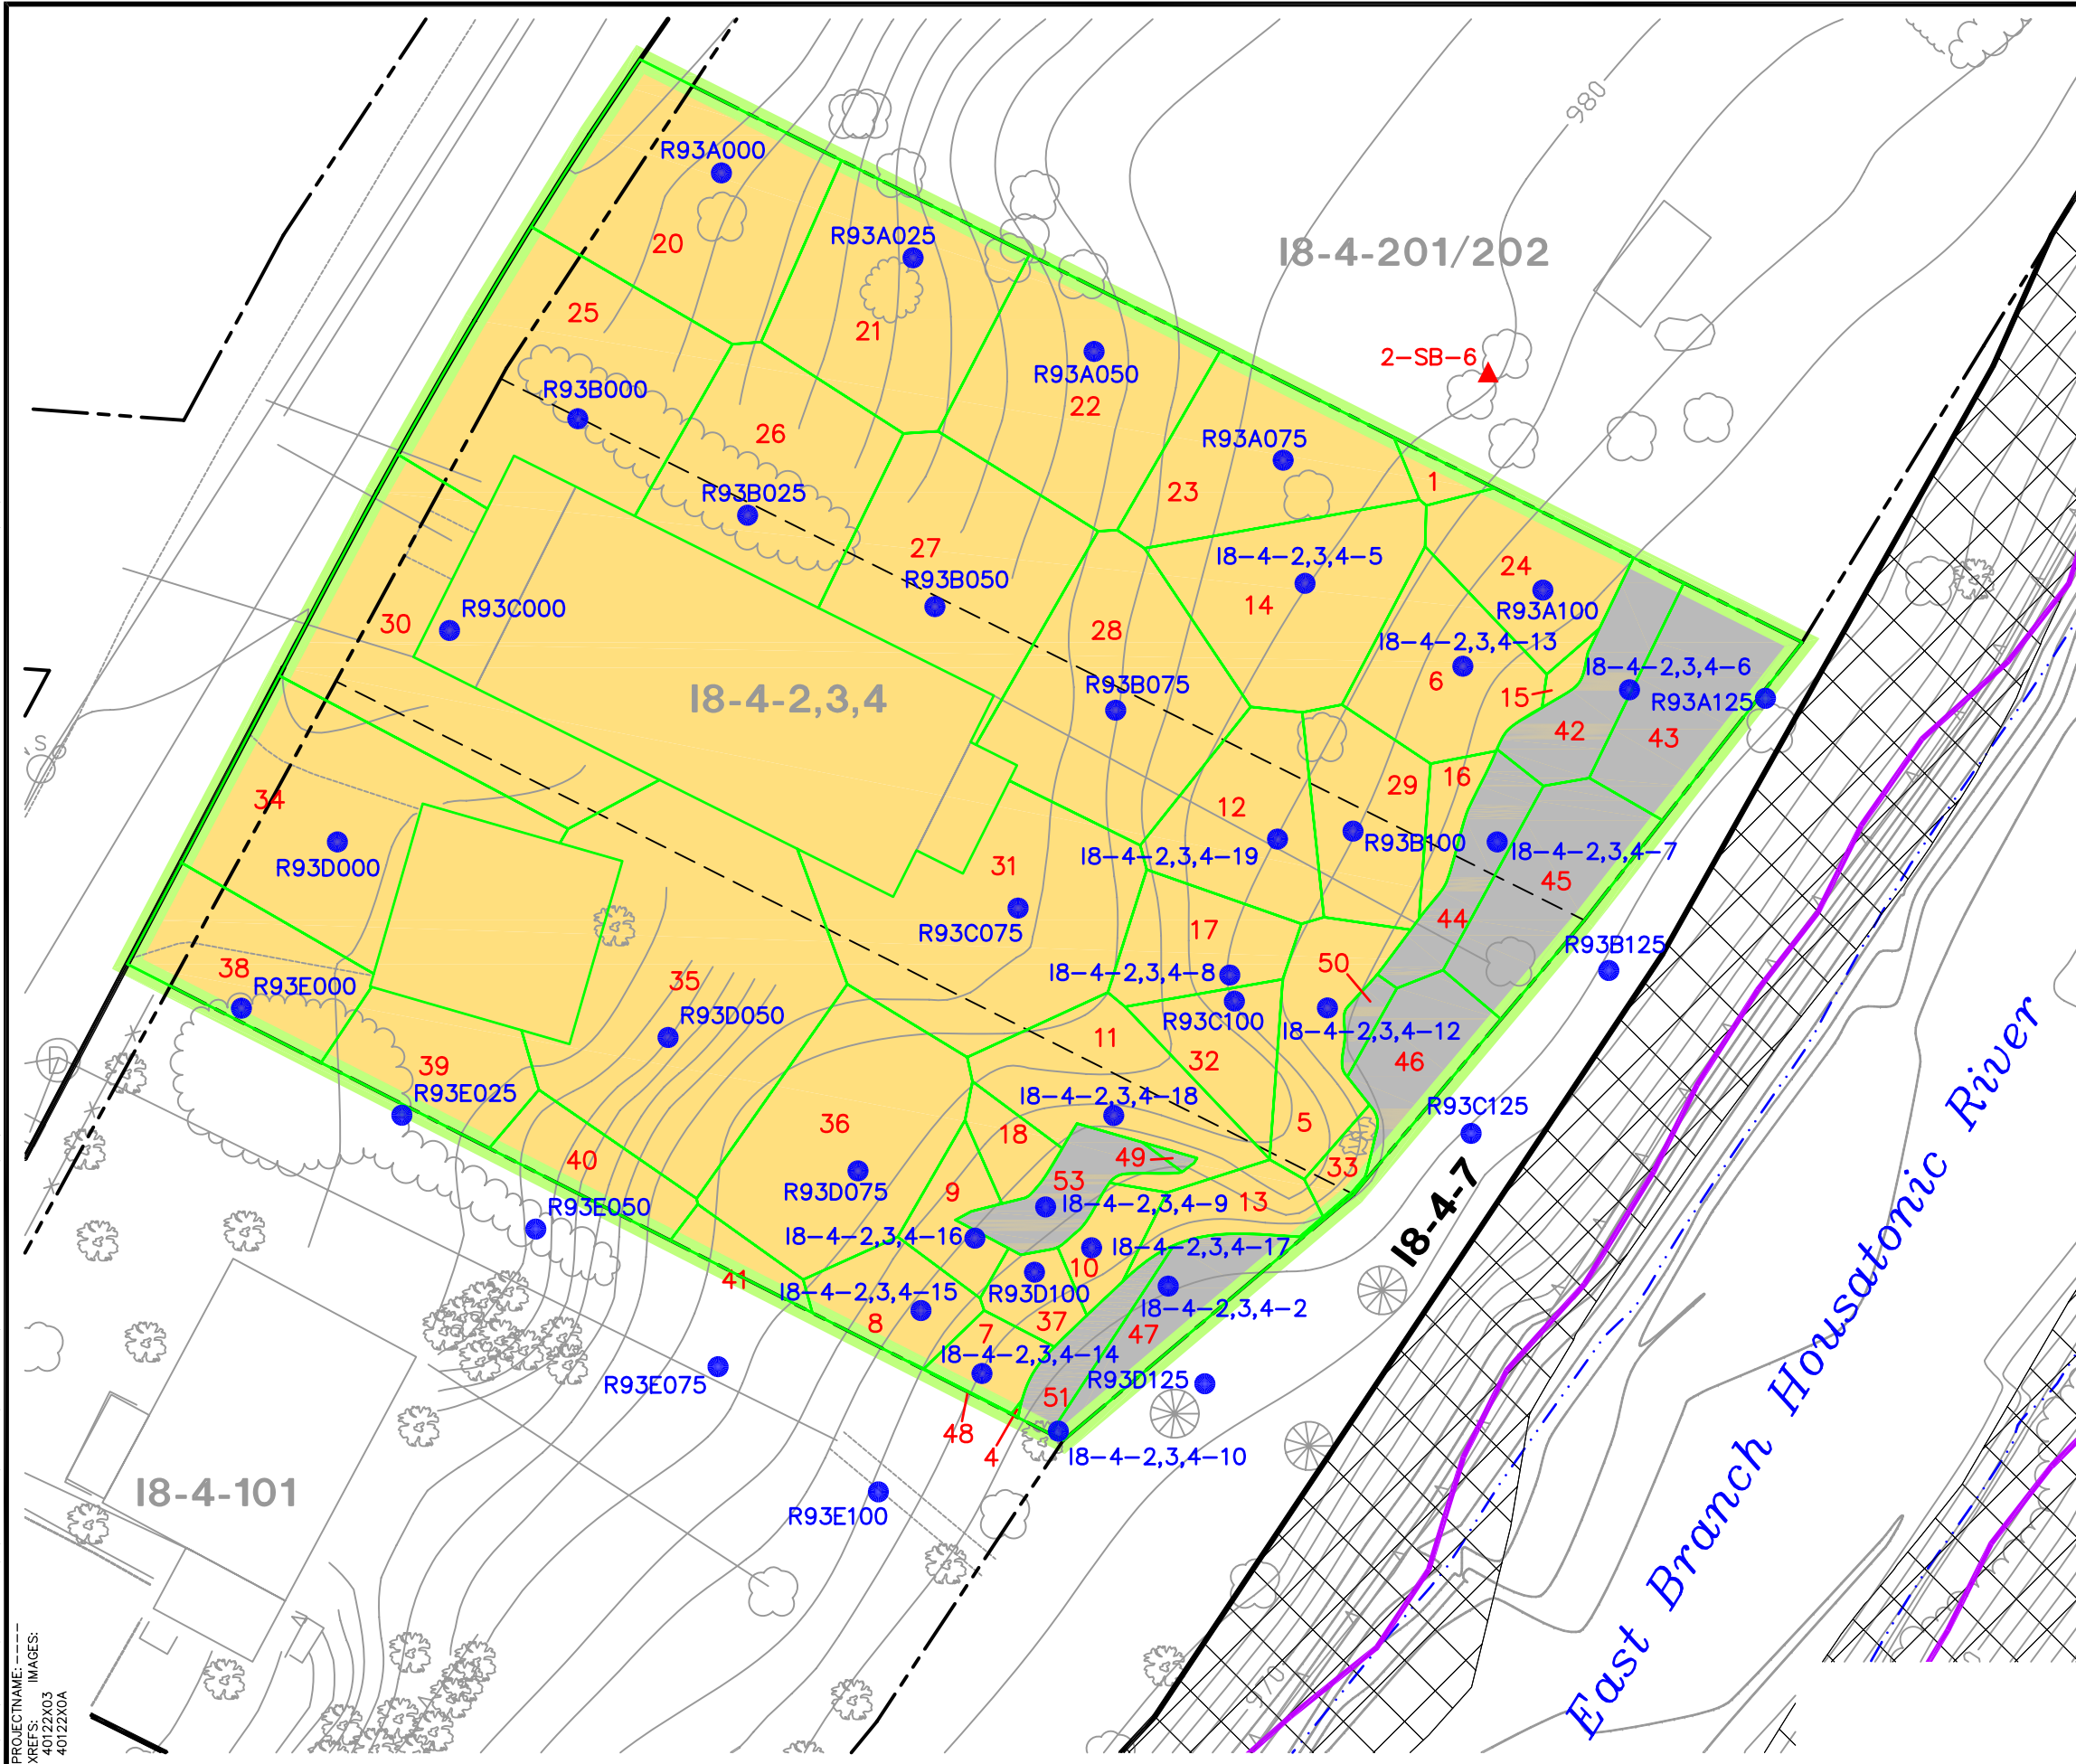 980
R93A000
R93A025
20
I8-4-201/202
25
21
2-SB-6
R93A050
22
R93B000
26
R93A075
23
1
R93B025
27
I8-4-2,3,4-5
24
R93B050
14
R93A100
R93C000
30
28
I8-4-2,3,4-13
6
I8-4-2,3,4-6
15
R93A125
R93B075
I8-4-2,3,4
42
43
S
29
16
34
12
R93B100
I8-4-2,3,4-7
I8-4-2,3,4-19
R93D000
31
45
44
17
R93C075
R93B125
38
35
I8-4-2,3,4-8
50
R93E000
R93D050
R93C100
I8-4-2,3,4-12
11
32
46
D
39
R93E025
I8-4-2,3,4-18
R93C125
36
18
5
40
49
33
53
R93D075
9
13
I8-4-2,3,4-9
R93E050
I8-4-2,3,4-16
I8-4-2,3,4-17
I8-4-7
41
10
R93D100
I8-4-2,3,4-15
I8-4-2,3,4-2
8
7
37
47
I8-4-2,3,4-14
R93E075
R93D125
51
48
4
I8-4-2,3,4-10
I8-4-101
R93E100
East Branch Housatonic River
970
PROJECTNAME: ----
XREFS: IMAGES:
40122X03
40122X0A